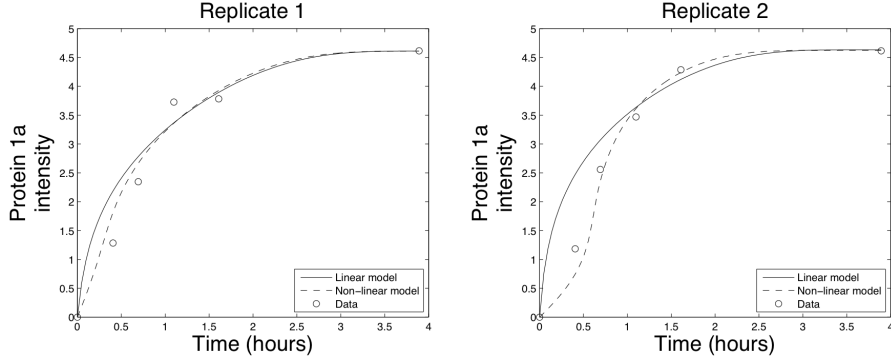 Replicate 1
Protein 1a
intensity
5
4.5
4
3.5
3
2.5
2
1.5
1
0.5
0
0
0.5
1
1.5
2
2.5
3
3.5
4
Time (hours)
Linear model
Non−linear model
Data
Replicate 2
Protein 1a
intensity
5
4.5
4
3.5
3
2.5
2
1.5
1
0.5
0
0
0.5
1
1.5
2
2.5
3
3.5
4
Time (hours)
Linear model
Non−linear model
Data